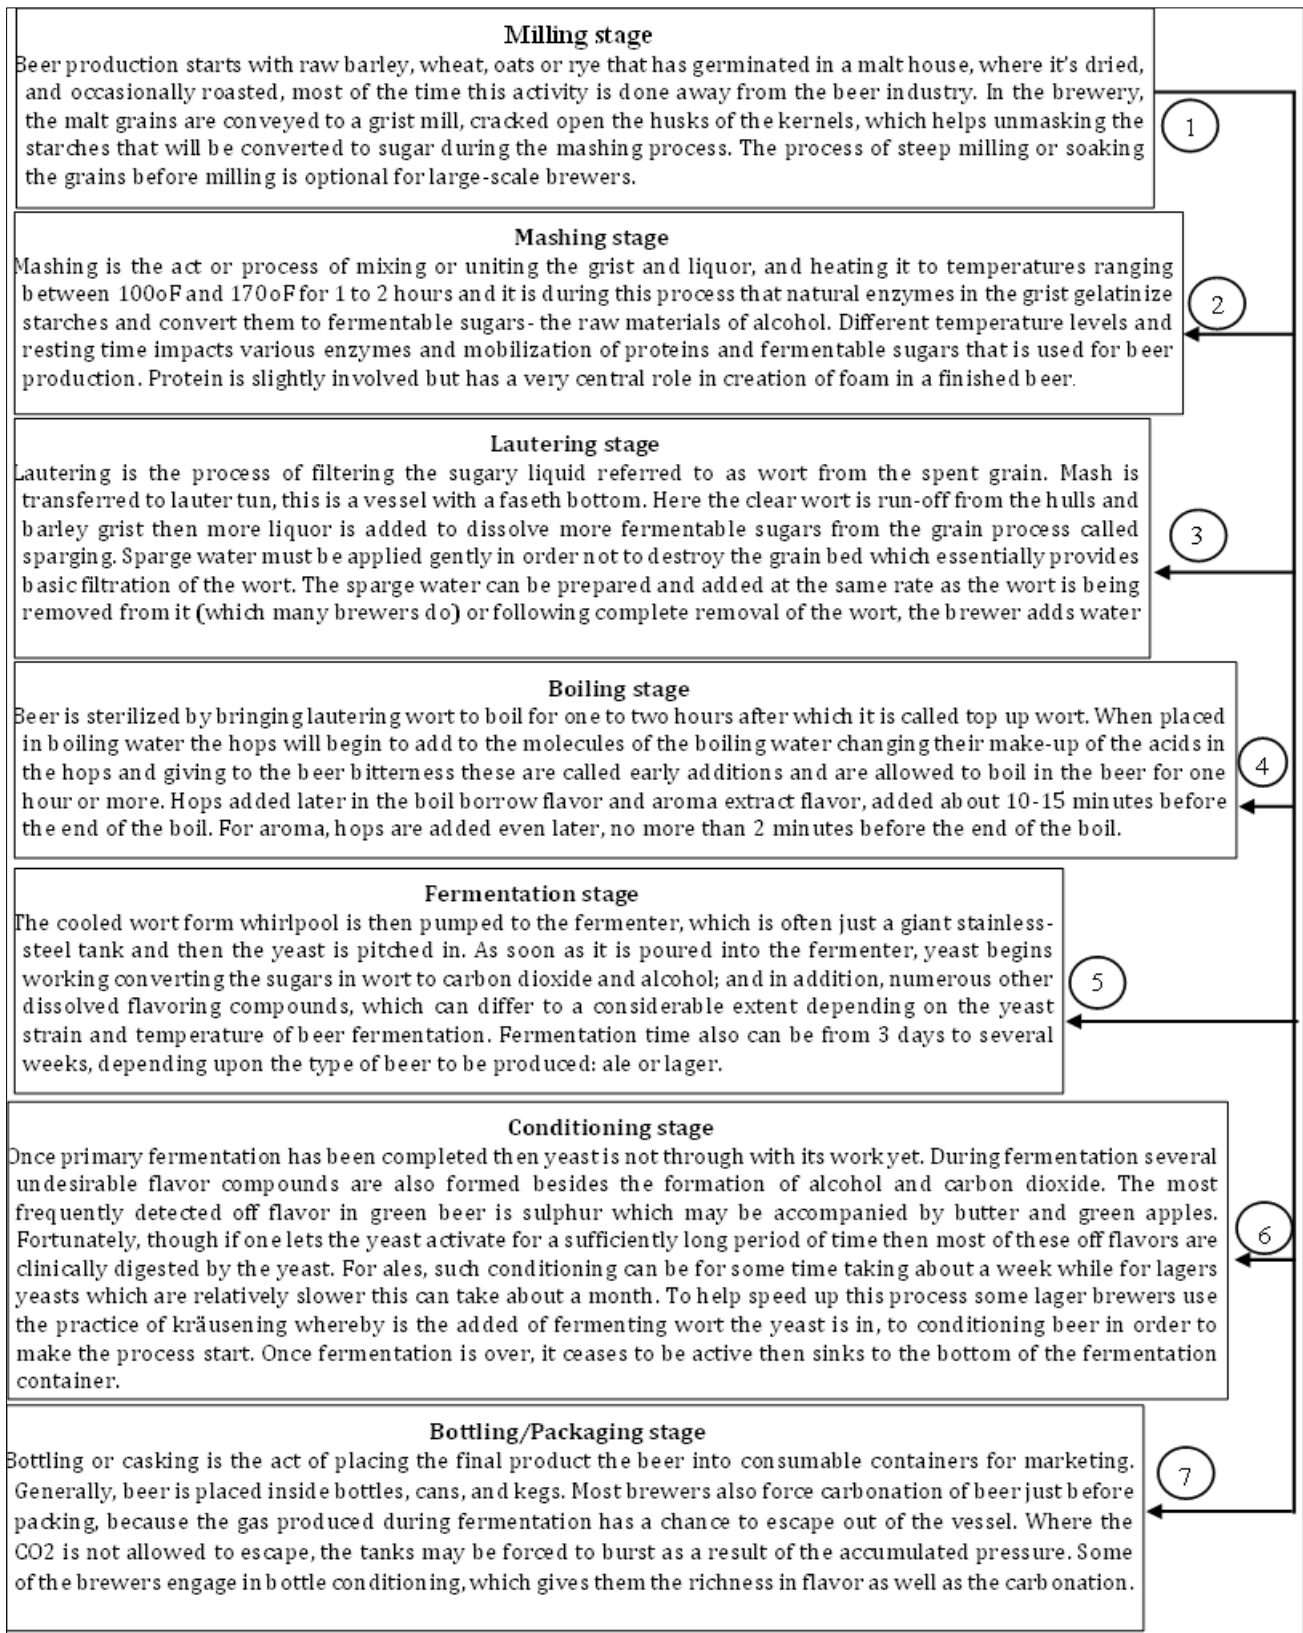 Milling stage
Beer production starts with raw barley, wheat, oats or rye that has germinated in a malt house, where it's dried,
and occasionally roasted, most of the time this activity is done away from the beer industry. In the brewery,
the malt grains are conveyed to a grist mill, cracked open the husks of the kernels, which helps unmasking the
starches that will be converted to sugar during the mashing process. The process of steep milling or soaking
the grains before milling is optional for large-scale brewers.
1
Mashing stage
Mashing is the act or process of mixing or uniting the grist and liquor, and heating it to temperatures ranging
between 100oF and 170oF for 1 to 2 hours and it is during this process that natural enzymes in the grist gelatinize
starches and convert them to fermentable sugars- the raw materials of alcohol. Different temperature levels and
resting time impacts various enzymes and mobilization of proteins and fermentable sugars that is used for beer
production. Protein is slightly involved but has a very central role in creation of foam in a finished beer.
2
Lautering stage
Lautering is the process of filtering the sugary liquid referred to as wort from the spent grain. Mash is
transferred to lauter tun, this is a vessel with a faseth bottom. Here the clear wort is run-off from the hulls and
barley grist then more liquor is added to dissolve more fermentable sugars from the grain process called
sparging. Sparge water must be applied gently in order not to destroy the grain bed which essentially provides
basic filtration of the wort. The sparge water can be prepared and added at the same rate as the wort is being
removed from it (which many brewers do) or following complete removal of the wort, the brewer adds water
3
Boiling stage
Beer is sterilized by bringing lautering wort to boil for one to two hours after which it is called top up wort. When placed
in boiling water the hops will begin to add to the molecules of the boiling water changing their make-up of the acids in
the hops and giving to the beer bitterness these are called early additions and are allowed to boil in the beer for one
hour or more. Hops added later in the boil borrow flavor and aroma extract flavor, added about 10-15 minutes before
the end of the boil. For aroma, hops are added even later, no more than 2 minutes before the end of the boil.
4
Fermentation stage
The cooled wort form whirlpool is then pumped to the fermenter, which is often just a giant stainless-
steel tank and then the yeast is pitched in. As soon as it is poured into the fermenter, yeast begins
working converting the sugars in wort to carbon dioxide and alcohol; and in addition, numerous other
dissolved flavoring compounds, which can differ to a considerable extent depending on the yeast
strain and temperature of beer fermentation. Fermentation time also can be from 3 days to several
weeks, depending upon the type of beer to be produced: ale or lager.
5
Conditioning stage
Once primary fermentation has been completed then yeast is not through with its work yet. During fermentation several
undesirable flavor compounds are also formed besides the formation of alcohol and carbon dioxide. The most
frequently detected off flavor in green beer is sulphur which may be accompanied by butter and green apples.
Fortunately, though if one lets the yeast activate for a sufficiently long period of time then most of these off flavors are
clinically digested by the yeast. For ales, such conditioning can be for some time taking about a week while for lagers
yeasts which are relatively slower this can take about a month. To help speed up this process some lager brewers use
the practice of kräusening whereby is the added of fermenting wort the yeast is in, to conditioning beer in order to
make the process start. Once fermentation is over, it ceases to be active then sinks to the bottom of the fermentation
container.
6
Bottling/Packaging stage
Bottling or casking is the act of placing the final product the beer into consumable containers for marketing.
Generally, beer is placed inside bottles, cans, and kegs. Most brewers also force carbonation of beer just before
packing, because the gas produced during fermentation has a chance to escape out of the vessel. Where the
CO2 is not allowed to escape, the tanks may be forced to burst as a result of the accumulated pressure. Some
of the brewers engage in bottle conditioning, which gives them the richness in flavor as well as the carbonation.
7